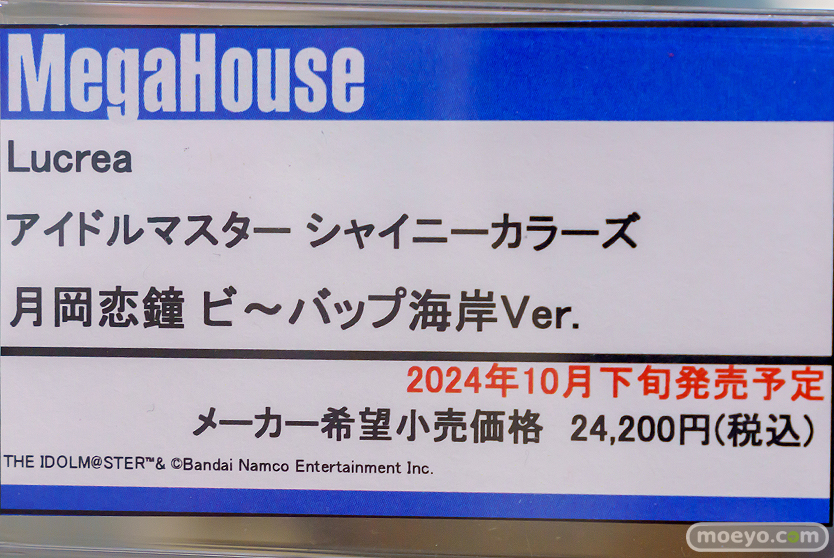 MegaHouse
Lucrea
アイドルマスター シャイニーカラーズ
月岡恋鐘 ビ～バップ海岸Ver.
2024年10月下旬発売予定
メーカー希望小売価格 24,200円(税込)
THE IDOLM@STER™& ©Bandai Namco Entertainment Inc.
moeyo.com